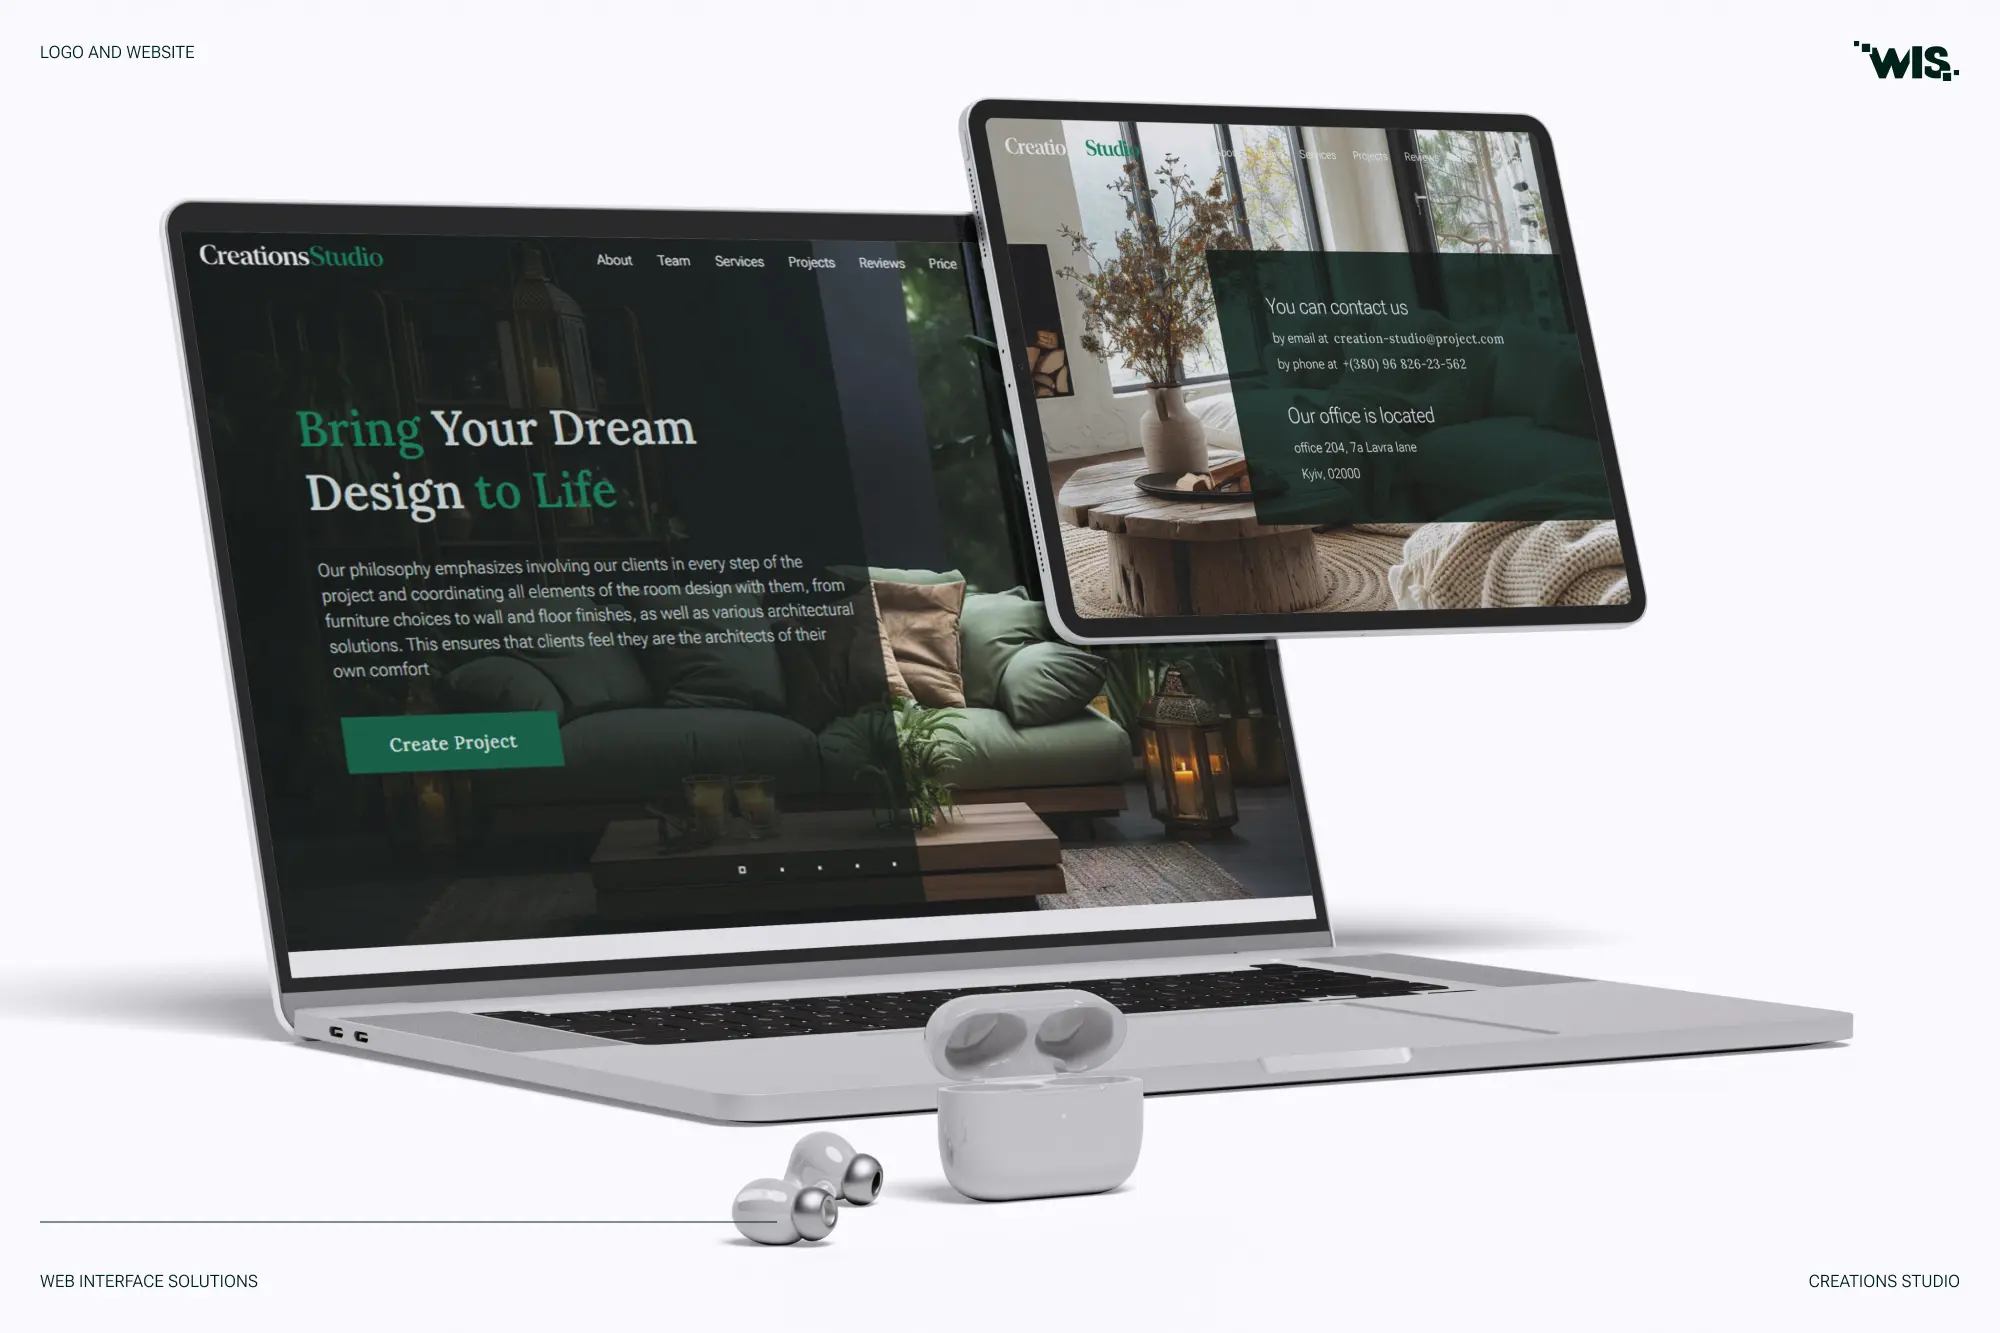 LOGO AND WEBSITE
WIS.
CreationsStudio
About Team Services Projects Reviews Price
Bring Your Dream
Design to Life
Our philosophy emphasizes involving our clients in every step of the
project and coordinating all elements of the room design with them, from
furniture choices to wall and floor finishes, as well as various architectural
solutions. This ensures that clients feel they are the architects of their
own comfort
Create Project
Creatio Studio
Services Projects Reviews
You can contact us
by email at creation-studio@project.com
by phone at +(380) 96 826-23-562
Our office is located
office 204, 7a Lavra lane
Kyiv, 02000
WEB INTERFACE SOLUTIONS
CREATIONS STUDIO